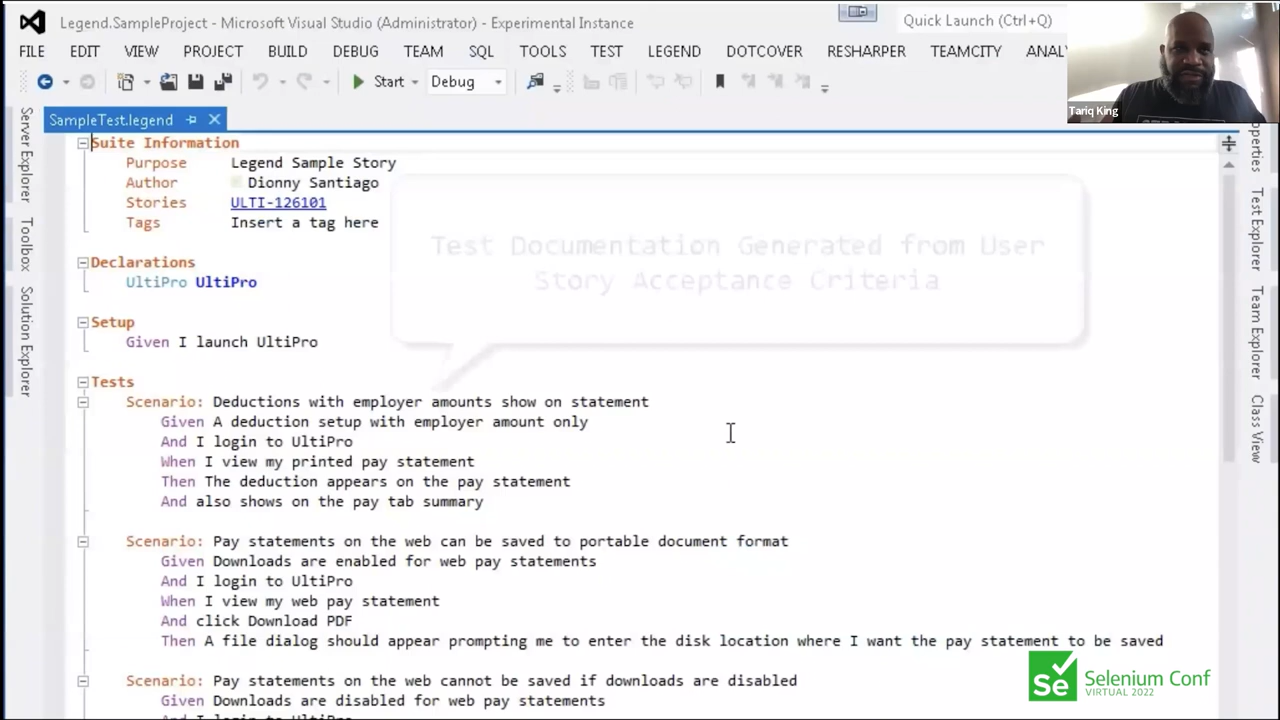 Legend.SampleProject - Microsoft Visual Studio (Administrator) - Experimental Instance
Quick Launch (Ctrl+Q)
FILE EDIT VIEW PROJECT BUILD DEBUG TEAM SQL TOOLS TEST LEGEND DOTCOVER RESHARPER TEAMCITY
Start Debug
Tariq King
SampleTest.legend
Server Explorer
Toolbox
Solution Explorer
Suite Information
Purpose Legend Sample Story
Author Dionny Santiago
Stories ULTI-126101
Tags Insert a tag here
Test Documentation Generated from User
Story Acceptance Criteria
Declarations
UltiPro UltiPro
Setup
Given I launch UltiPro
Tests
Scenario: Deductions with employer amounts show on statement
Given A deduction setup with employer amount only
And I login to UltiPro
When I view my printed pay statement
Then The deduction appears on the pay statement
And also shows on the pay tab summary
Scenario: Pay statements on the web can be saved to portable document format
Given Downloads are enabled for web pay statements
And I login to UltiPro
When I view my web pay statement
And click Download PDF
Then A file dialog should appear prompting me to enter the disk location where I want the pay statement to be saved
Scenario: Pay statements on the web cannot be saved if downloads are disabled
Given Downloads are disabled for web pay statements
And I login to UltiPro
Test Explorer
Team Explorer
Class View
Se Selenium Conf
VIRTUAL 2022